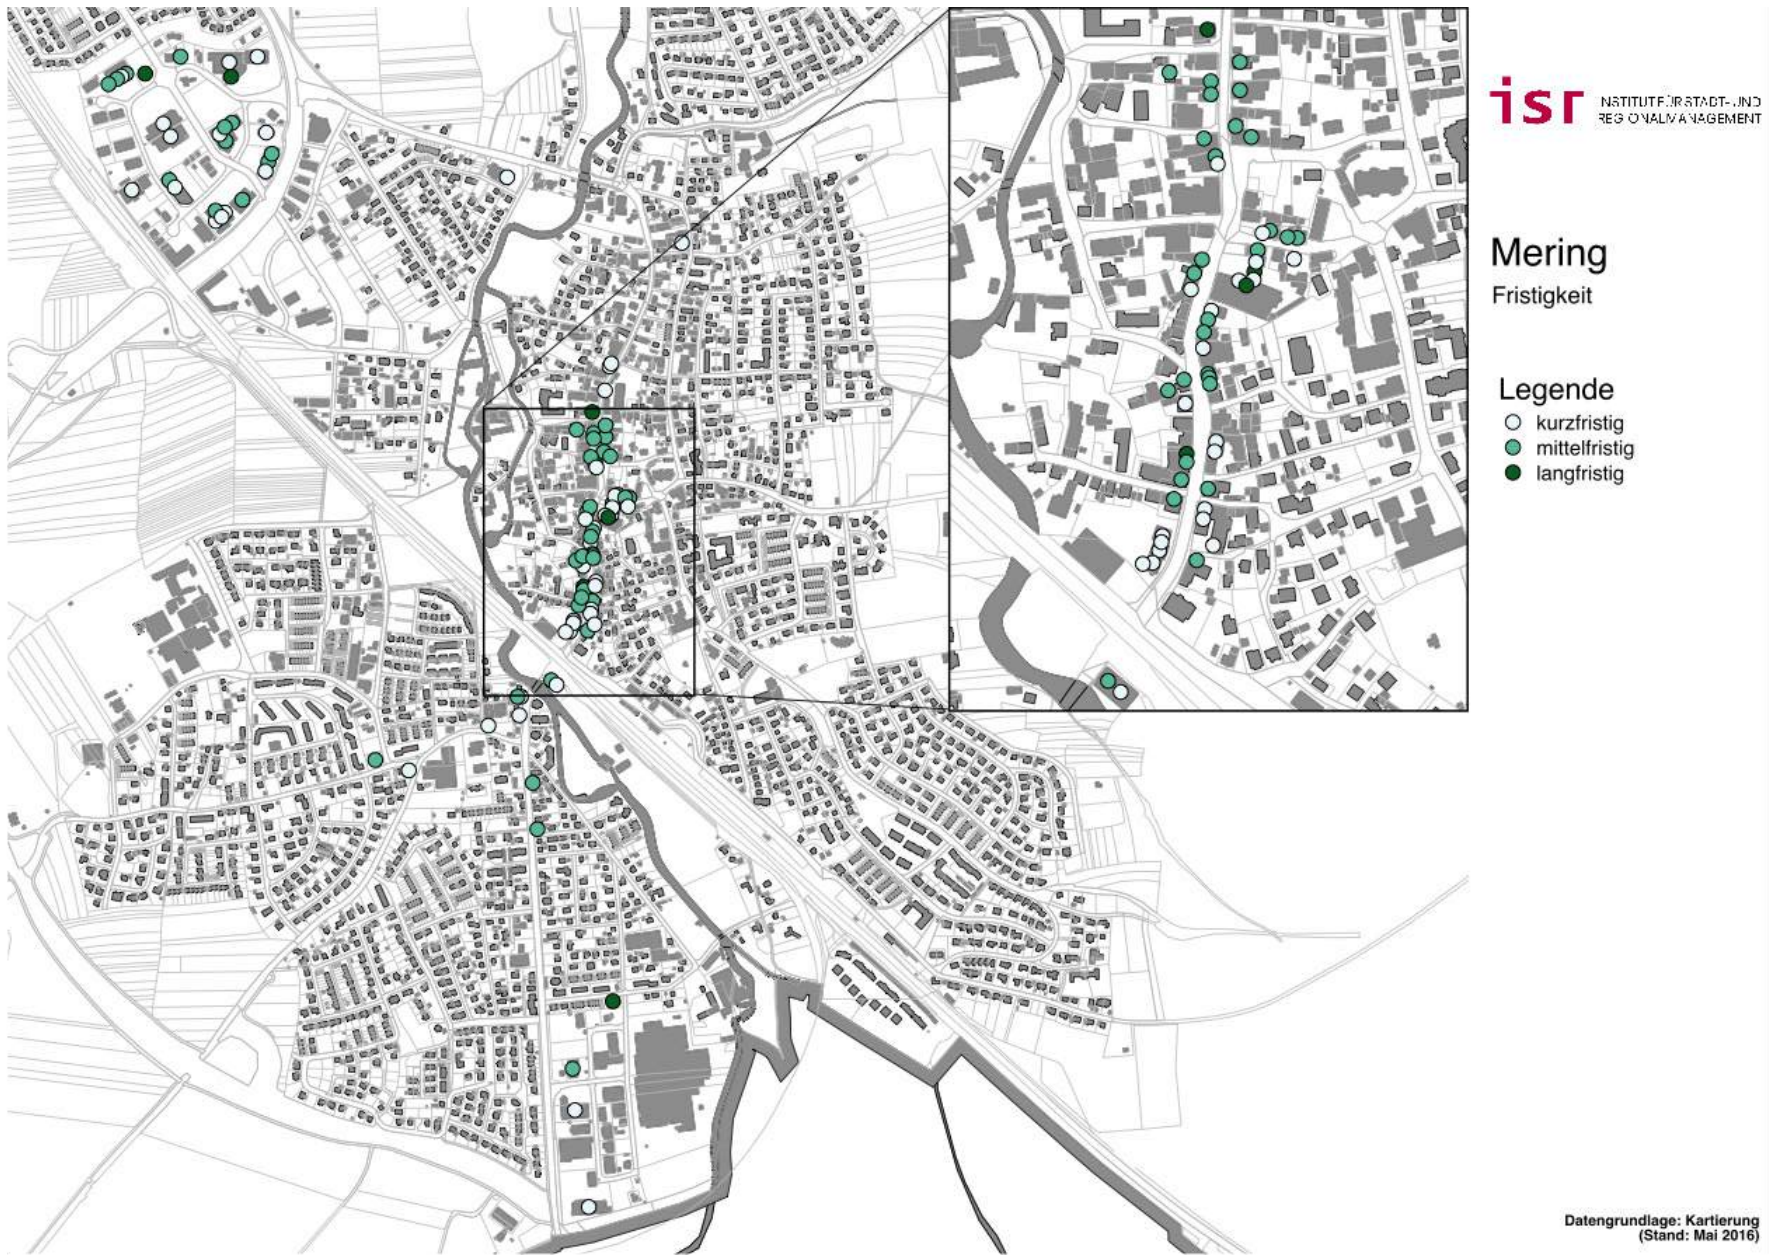 isr
INSTITUT FÜR STADT- UND
REGIONALMANAGEMENT
Mering
Fristigkeit
Legende
kurzfristig
mittelfristig
langfristig
Datengrundlage: Kartierung
(Stand: Mai 2016)